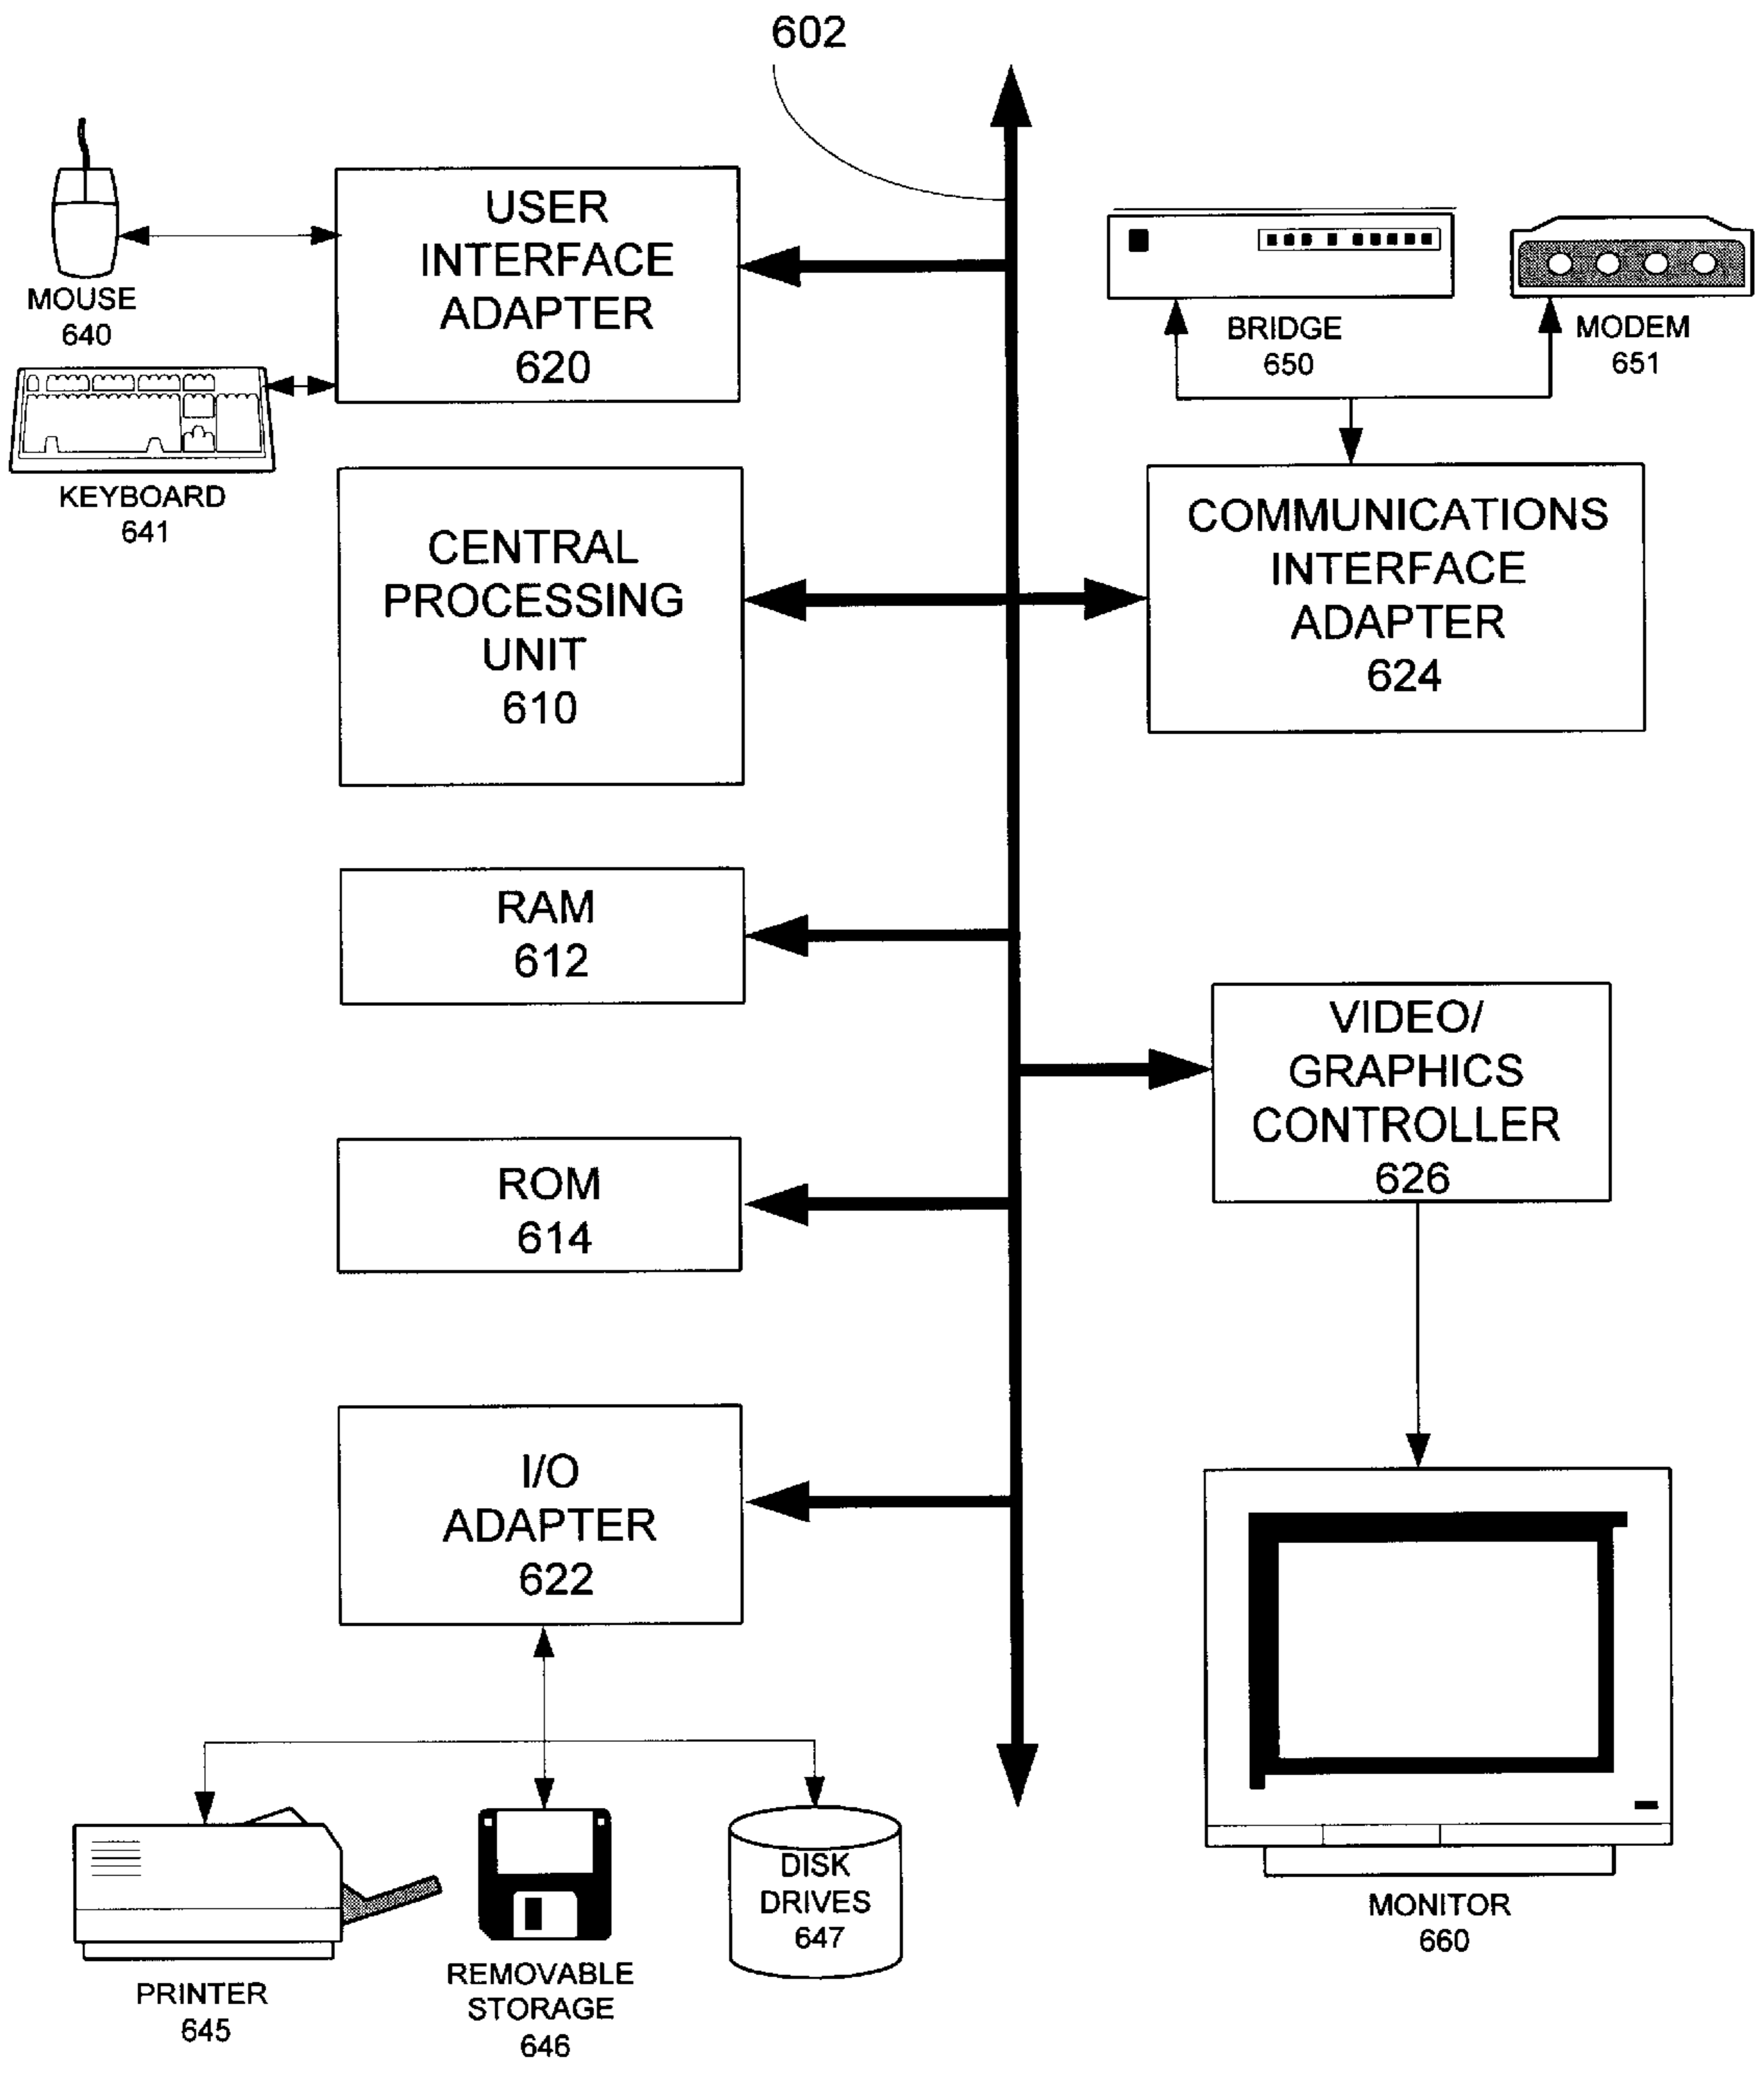 602
USER
INTERFACE
ADAPTER
620
MOUSE
640
KEYBOARD
641
BRIDGE
650
MODEM
651
CENTRAL
PROCESSING
UNIT
610
COMMUNICATIONS
INTERFACE
ADAPTER
624
RAM
612
VIDEO/
GRAPHICS
CONTROLLER
626
ROM
614
I/O
ADAPTER
622
PRINTER
645
REMOVABLE
STORAGE
646
DISK
DRIVES
647
MONITOR
660